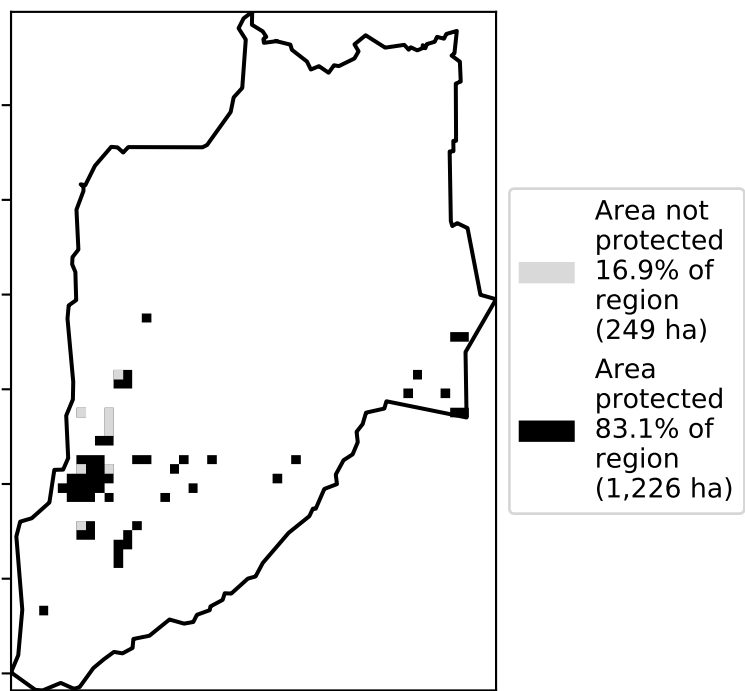 Area not
protected
16.9% of
region
(249 ha)
Area
protected
83.1% of
region
(1,226 ha)